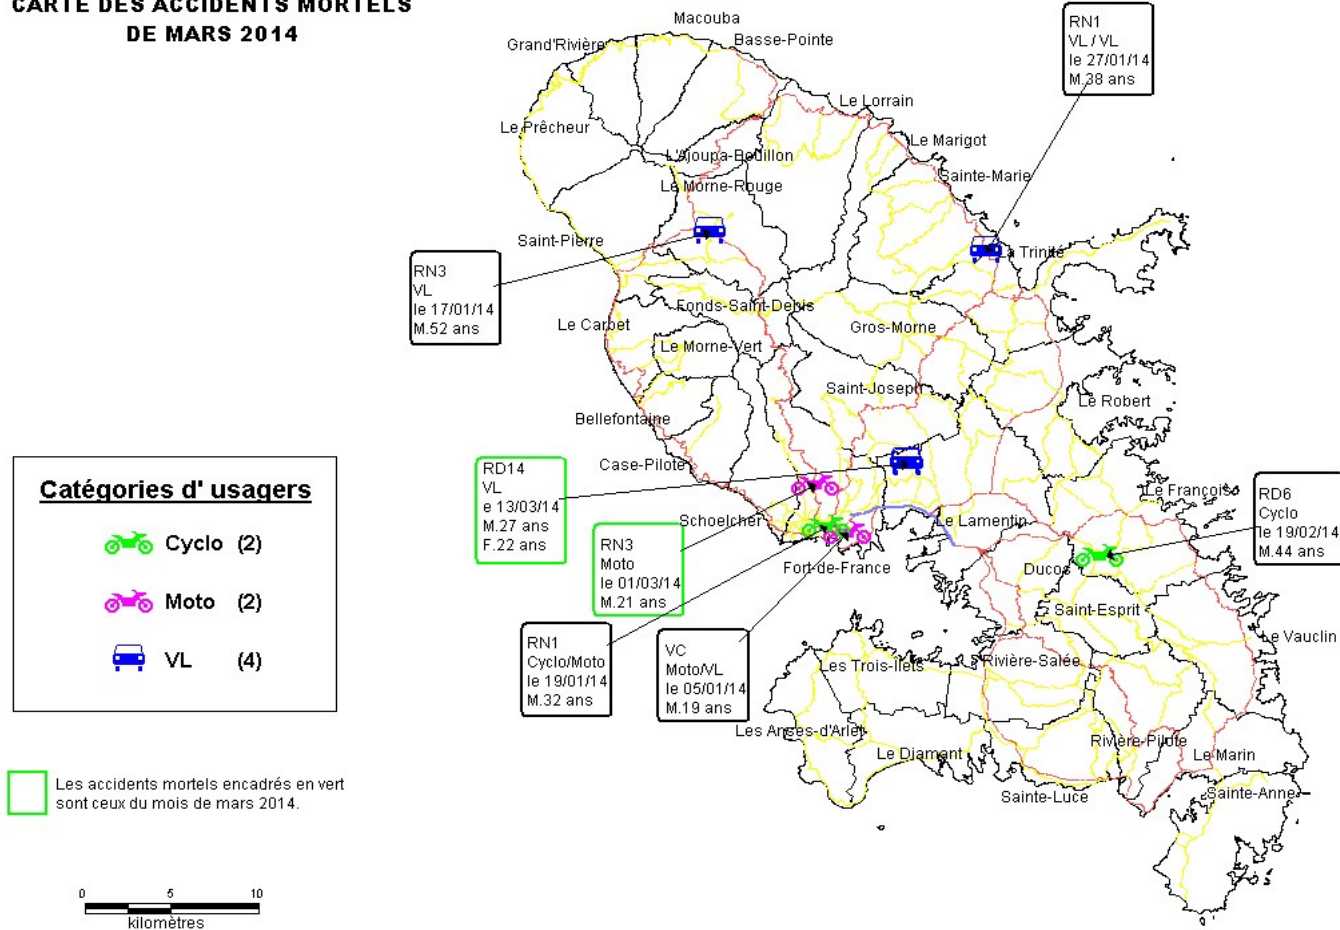 CARTE DES ACCIDENTS MORTELS
DE MARS 2014
Macouba
Grand'Rivière
Basse-Pointe
Le Lorrain
Le Prêcheur
Le Marigot
L'Ajoupa-Bouillon
Le Morne-Rouge
Sainte-Marie
Saint-Pierre
La Trinité
Fonds-Saint-Denis
Le Carbet
Gros-Morne
Le Morne-Vert
Saint-Joseph
Le Robert
Bellefontaine
Case-Pilote
Schoelcher
Le François
Le Lamentin
Fort-de-France
Ducos
Saint-Esprit
Le Vauclin
Les Trois-Ilets
Rivière-Salée
Les Anses-d'Arlet
Le Diamant
Rivière-Pilote
Le Marin
Sainte-Luce
Sainte-Anne
RN1
VL / VL
le 27/01/14
M.38 ans
RN3
VL
le 17/01/14
M.52 ans
RD14
VL
e 13/03/14
M.27 ans
F.22 ans
RN3
Moto
le 01/03/14
M.21 ans
RN1
Cyclo/Moto
le 19/01/14
M.32 ans
VC
Moto/VL
le 05/01/14
M.19 ans
RD6
Cyclo
le 19/02/14
M.44 ans
Catégories d' usagers
Cyclo (2)
Moto (2)
VL (4)
Les accidents mortels encadrés en vert
sont ceux du mois de mars 2014.
0 5 10
kilomètres